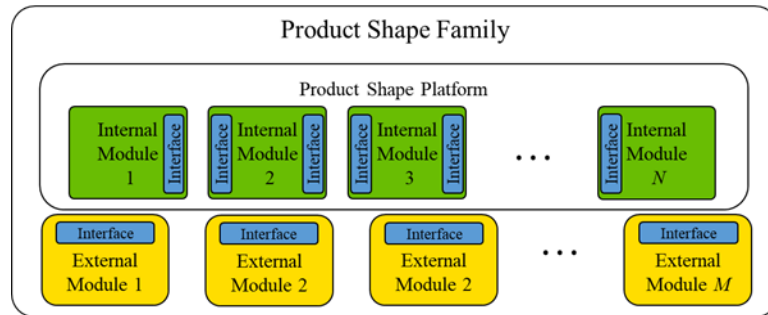 Product Shape Family
Product Shape Platform
Internal
Module
1
Interface
Interface
Internal
Module
2
Interface
Interface
Internal
Module
3
Interface
...
Interface
Internal
Module
N
Interface
External
Module 1
Interface
External
Module 2
Interface
External
Module 2
...
Interface
External
Module M